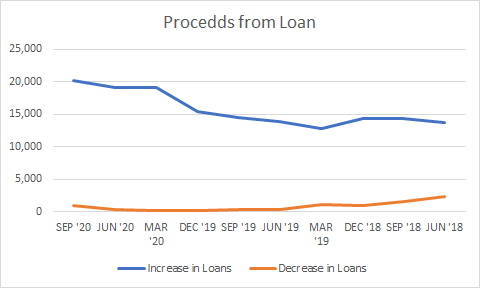 Procedds from Loan
25,000
20,000
15,000
10,000
5,000
0
SEP '20 JUN '20 MAR '20 DEC '19 SEP '19 JUN '19 MAR '19 DEC '18 SEP '18 JUN '18
Increase in Loans Decrease in Loans